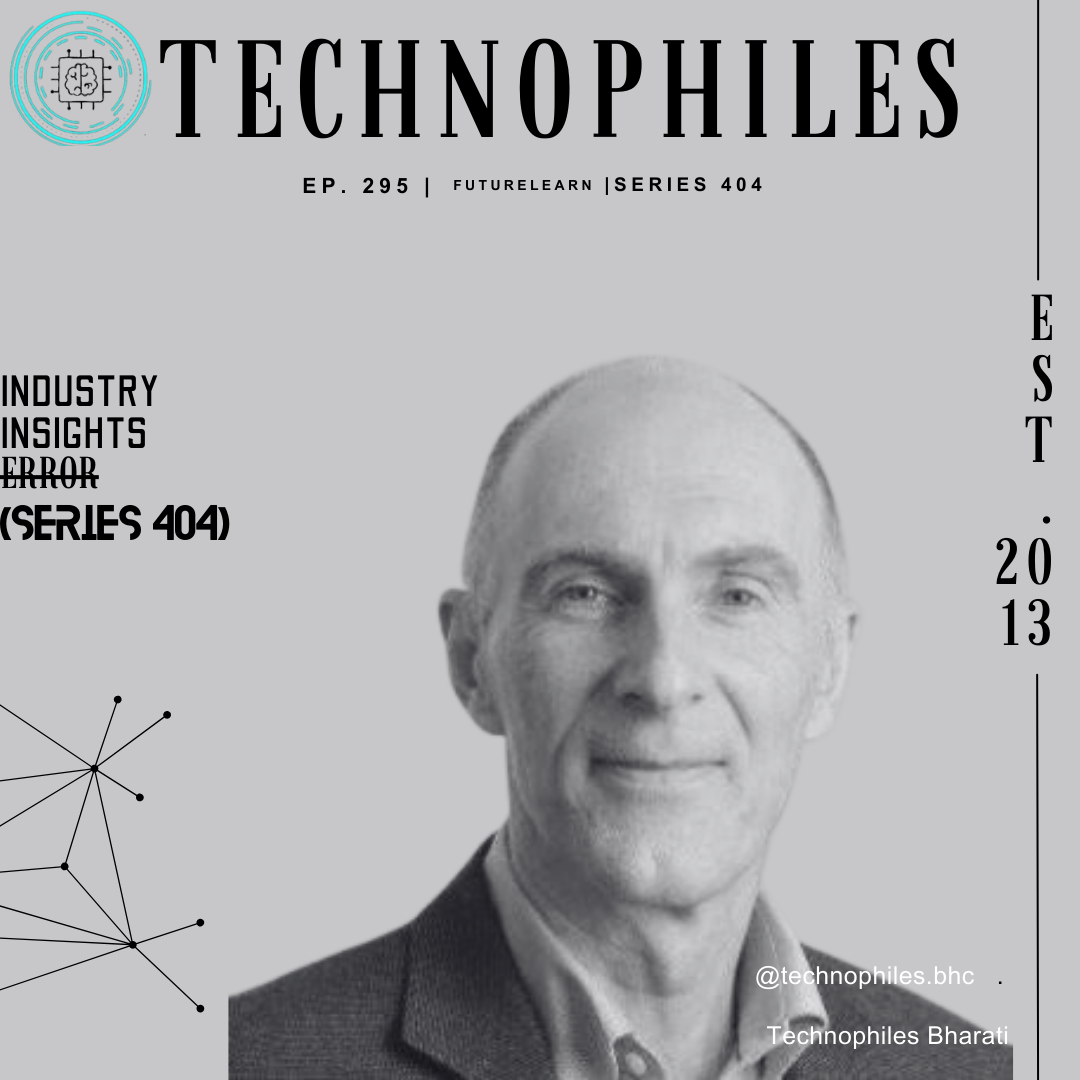 TECHNOPHILES
EP. 295 | FUTURELEARN |SERIES 404
INDUSTRY
INSIGHTS
ERROR
(SERIES 404)
E
S
T
.
20
13
@technophiles.bhc .
Technophiles Bharati